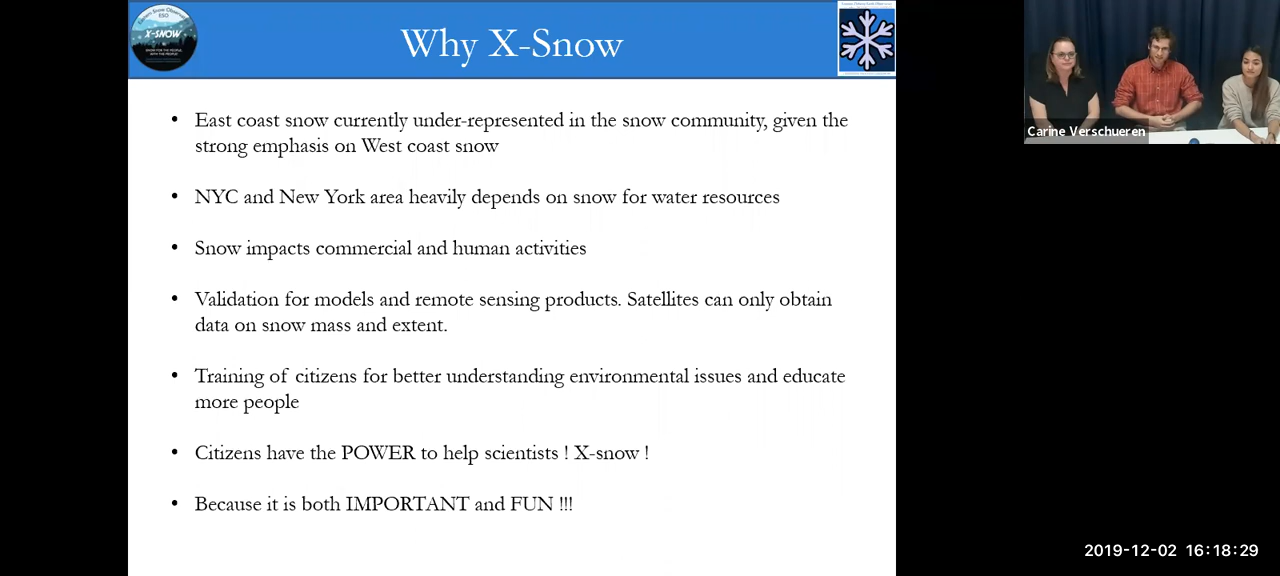 X-SNOW
Why X-Snow
• East coast snow currently under-represented in the snow community, given the
strong emphasis on West coast snow
• NYC and New York area heavily depends on snow for water resources
• Snow impacts commercial and human activities
• Validation for models and remote sensing products. Satellites can only obtain
data on snow mass and extent.
• Training of citizens for better understanding environmental issues and educate
more people
• Citizens have the POWER to help scientists ! X-snow !
• Because it is both IMPORTANT and FUN !!!
Carine Verschueren
2019-12-02 16:18:29